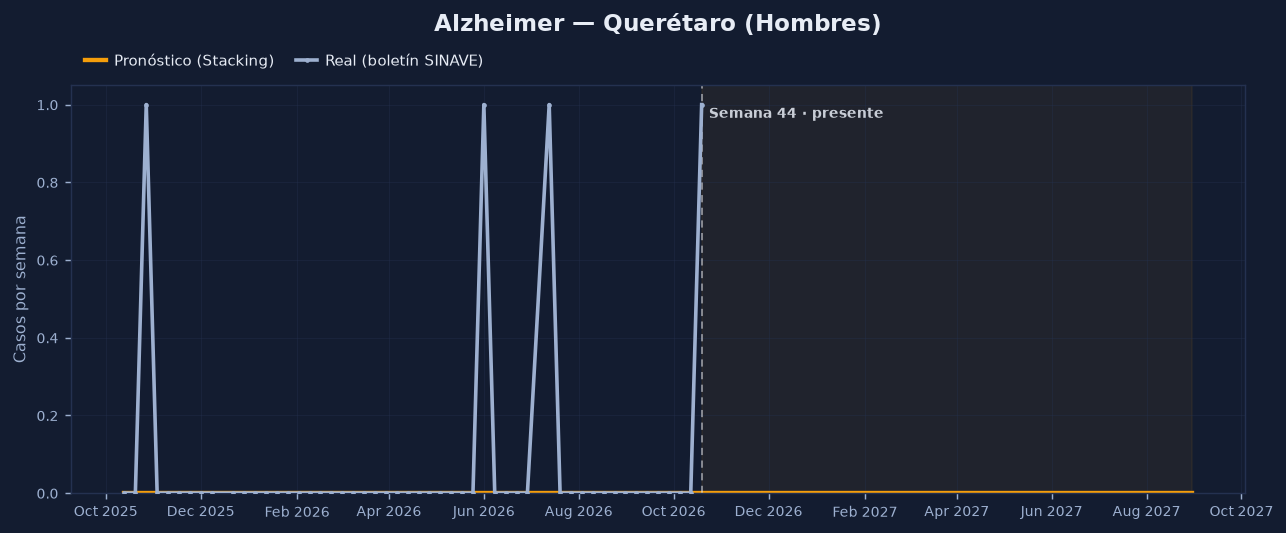 Alzheimer — Querétaro (Hombres)
Pronóstico (Stacking)
Real (boletín SINAVE)
Semana 44 · presente
Casos por semana
1.0
0.8
0.6
0.4
0.2
0.0
Oct 2025 Dec 2025 Feb 2026 Apr 2026 Jun 2026 Aug 2026 Oct 2026 Dec 2026 Feb 2027 Apr 2027 Jun 2027 Aug 2027 Oct 2027